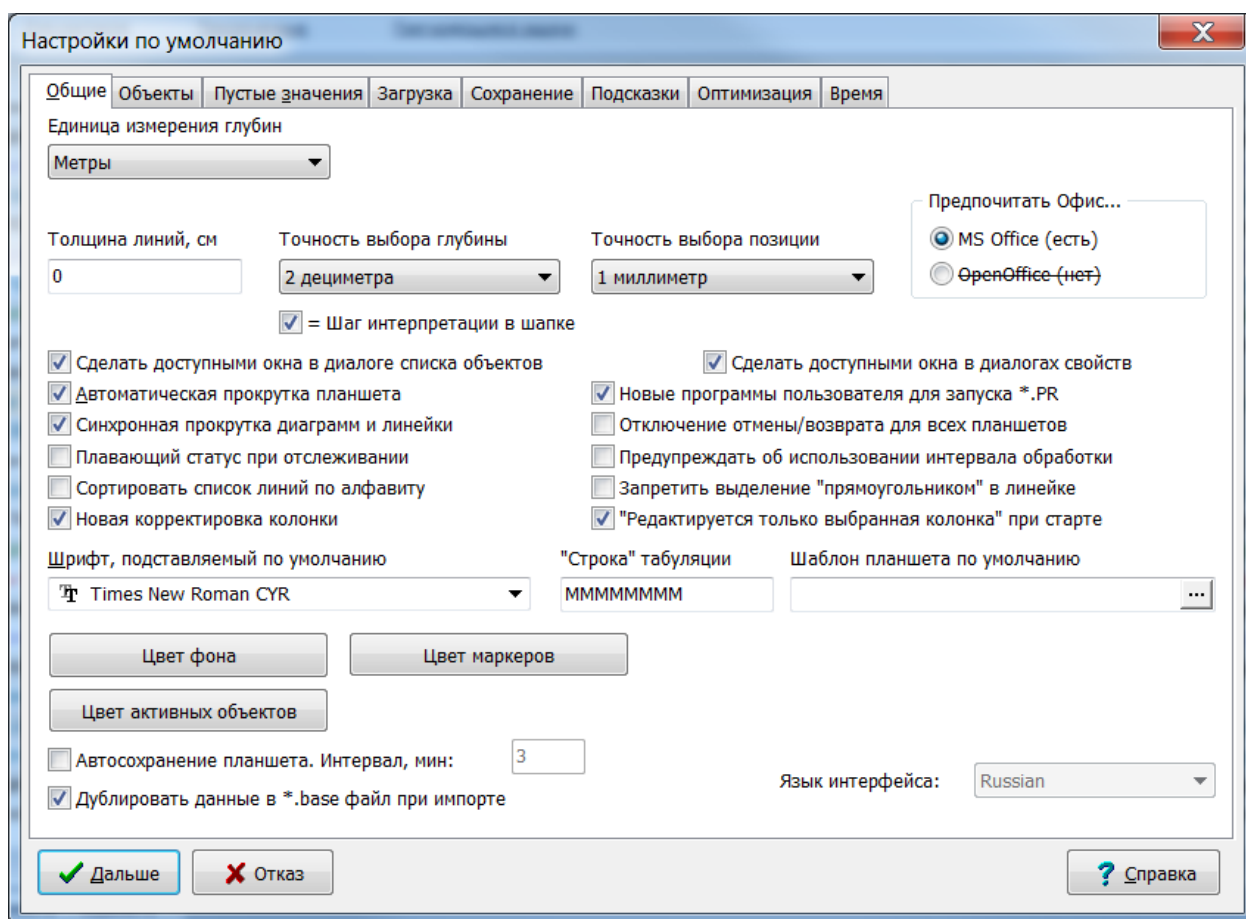 Настройки по умолчанию
Общие Объекты Пустые значения Загрузка Сохранение Подсказки Оптимизация Время
Единица измерения глубин
Метры
Предпочитать Офис...
Толщина линий, см Точность выбора глубины Точность выбора позиции
MS Office (есть)
0 2 дециметра 1 миллиметр
OpenOffice (нет)
= Шаг интерпретации в шапке
Сделать доступными окна в диалоге списка объектов Сделать доступными окна в диалогах свойств
Автоматическая прокрутка планшета Новые программы пользователя для запуска *.PR
Синхронная прокрутка диаграмм и линейки Отключение отмены/возврата для всех планшетов
Плавающий статус при отслеживании Предупреждать об использовании интервала обработки
Сортировать список линий по алфавиту Запретить выделение "прямоугольником" в линейке
Новая корректировка колонки "Редактируется только выбранная колонка" при старте
Шрифт, подставляемый по умолчанию "Строка" табуляции Шаблон планшета по умолчанию
Times New Roman CYR MMMMMMMM ...
Цвет фона Цвет маркеров
Цвет активных объектов
Автосохранение планшета. Интервал, мин: 3
Язык интерфейса: Russian
Дублировать данные в *.base файл при импорте
Дальше Отказ Справка